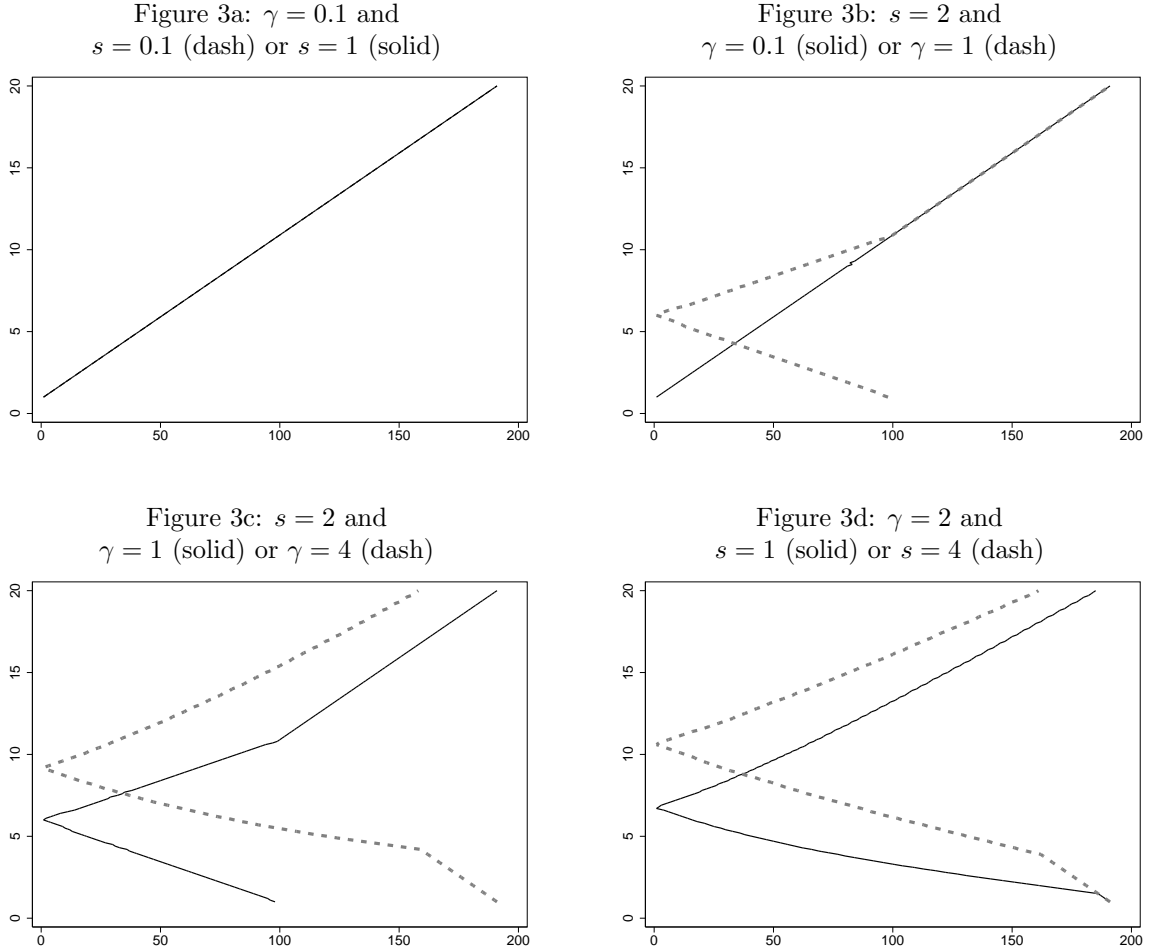 Figure 3a: γ = 0.1 and
s = 0.1 (dash) or s = 1 (solid)
20
15
10
5
0
0 50 100 150 200
Figure 3b: s = 2 and
γ = 0.1 (solid) or γ = 1 (dash)
20
15
10
5
0
0 50 100 150 200
Figure 3c: s = 2 and
γ = 1 (solid) or γ = 4 (dash)
20
15
10
5
0
0 50 100 150 200
Figure 3d: γ = 2 and
s = 1 (solid) or s = 4 (dash)
20
15
10
5
0
0 50 100 150 200